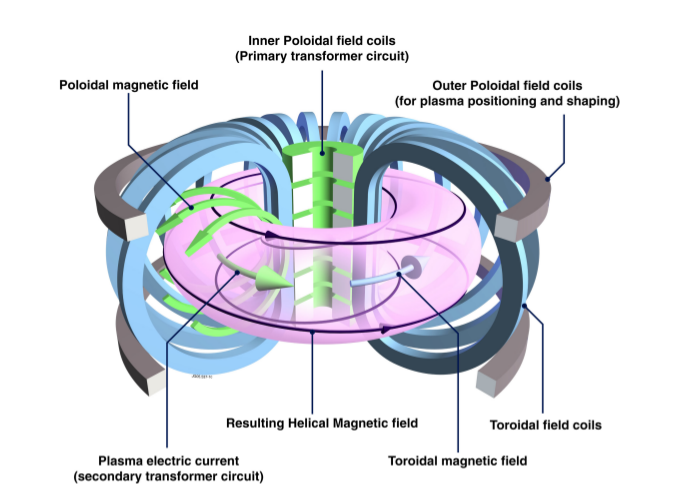 Inner Poloidal field coils
(Primary transformer circuit)
Poloidal magnetic field
Outer Poloidal field coils
(for plasma positioning and shaping)
Resulting Helical Magnetic field
Toroidal field coils
Plasma electric current
(secondary transformer circuit)
Toroidal magnetic field